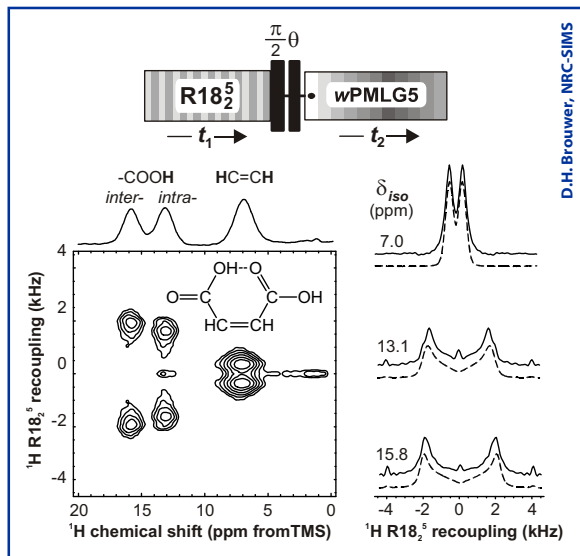 π/2 θ
R18₂⁵
wPMLG5
t₁
t₂
D.H. Brouwer, NRC-SIMS
-COOH
inter- intra-
HC=CH
δiso
(ppm)
7.0
13.1
15.8
4
2
0
-2
-4
¹H R18₂⁵ recoupling (kHz)
OH--O
O=C C-OH
HC=CH
20 15 10 5 0
¹H chemical shift (ppm fromTMS)
-4 -2 0 2 4
¹H R18₂⁵ recoupling (kHz)